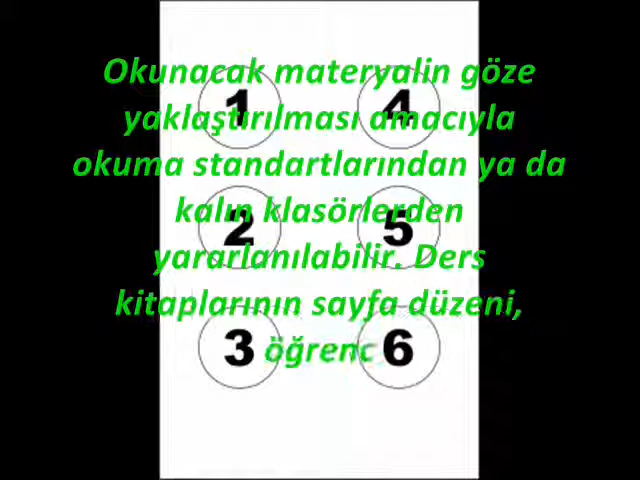 Okunacak materyalin göze
yaklaştırılması amacıyla
okuma standartlarından ya da
kalın klasörlerden
yararlanılabilir. Ders
kitaplarının sayfa düzeni,
öğrenc
1 4
2 5
3 6